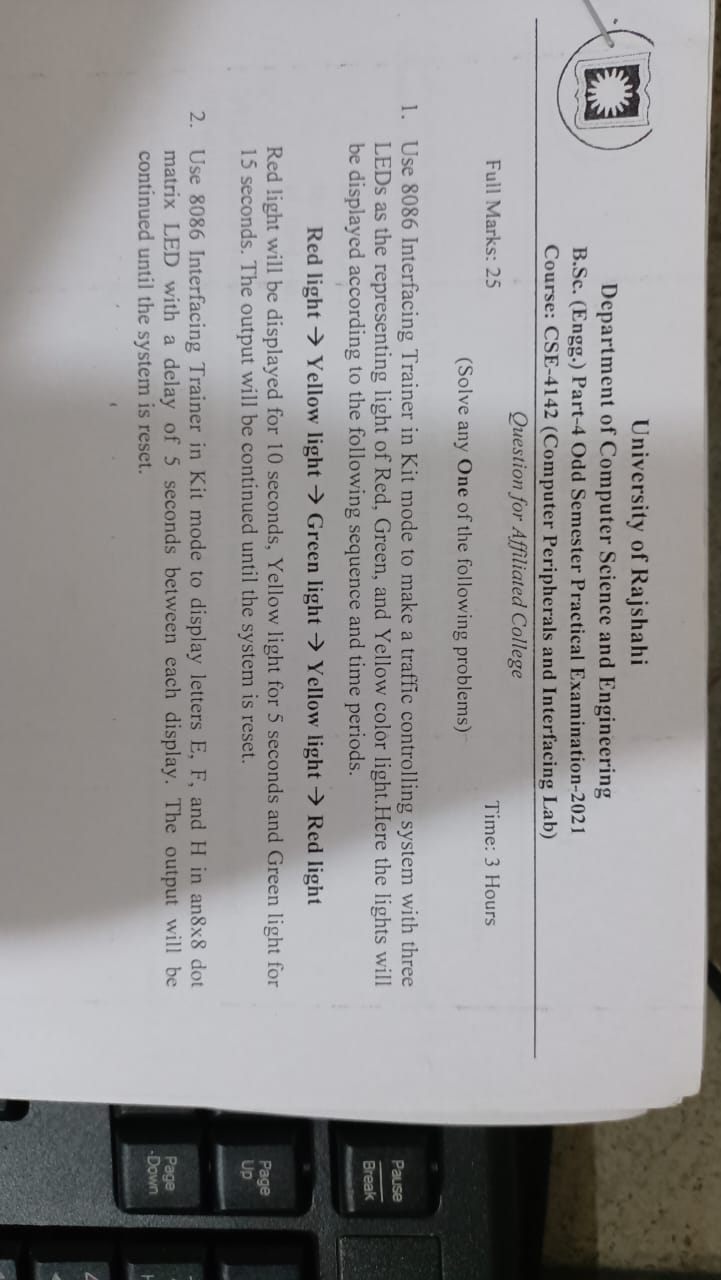 University of Rajshahi
Department of Computer Science and Engineering
B.Sc. (Engg.) Part-4 Odd Semester Practical Examination-2021
Course: CSE-4142 (Computer Peripherals and Interfacing Lab)
Question for Affiliated College
Full Marks: 25 Time: 3 Hours
(Solve any One of the following problems)
1. Use 8086 Interfacing Trainer in Kit mode to make a traffic controlling system with three
LEDs as the representing light of Red, Green, and Yellow color light.Here the lights will
be displayed according to the following sequence and time periods.
Red light → Yellow light → Green light → Yellow light → Red light
Red light will be displayed for 10 seconds, Yellow light for 5 seconds and Green light for
15 seconds. The output will be continued until the system is reset.
2. Use 8086 Interfacing Trainer in Kit mode to display letters E, F, and H in an8x8 dot
matrix LED with a delay of 5 seconds between each display. The output will be
continued until the system is reset.
Pause
Break
Page
Up
Page
Down